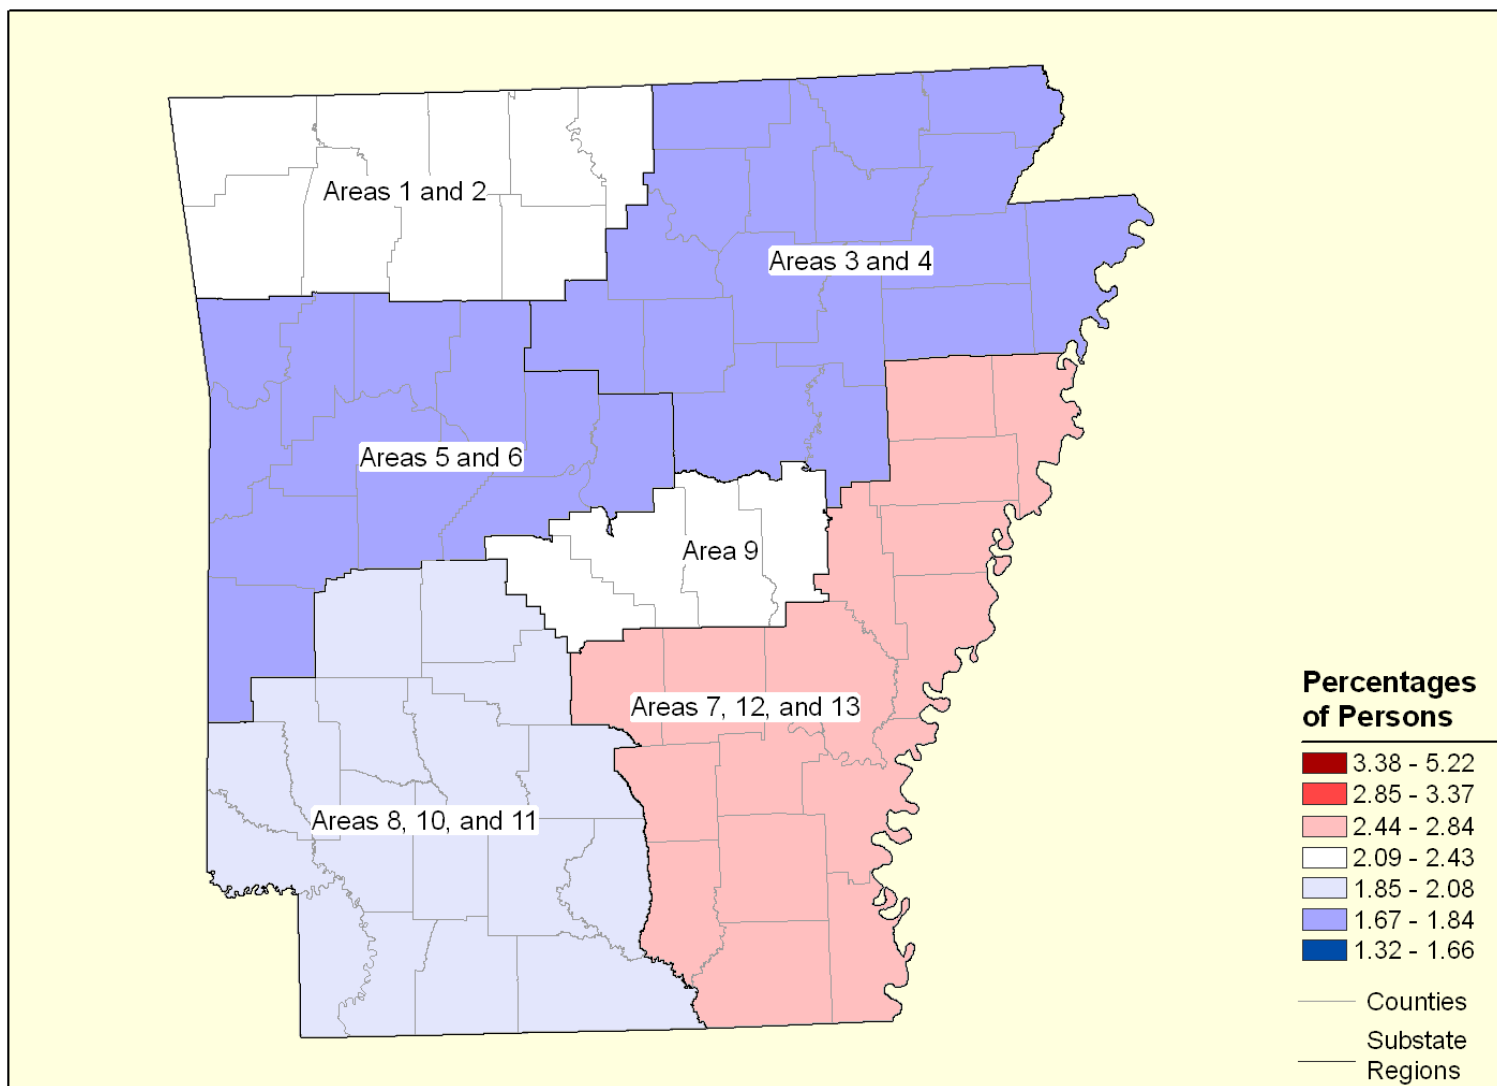 Areas 1 and 2
Areas 3 and 4
Areas 5 and 6
Area 9
Areas 7, 12, and 13
Areas 8, 10, and 11
Percentages
of Persons
3.38 - 5.22
2.85 - 3.37
2.44 - 2.84
2.09 - 2.43
1.85 - 2.08
1.67 - 1.84
1.32 - 1.66
Counties
Substate
Regions